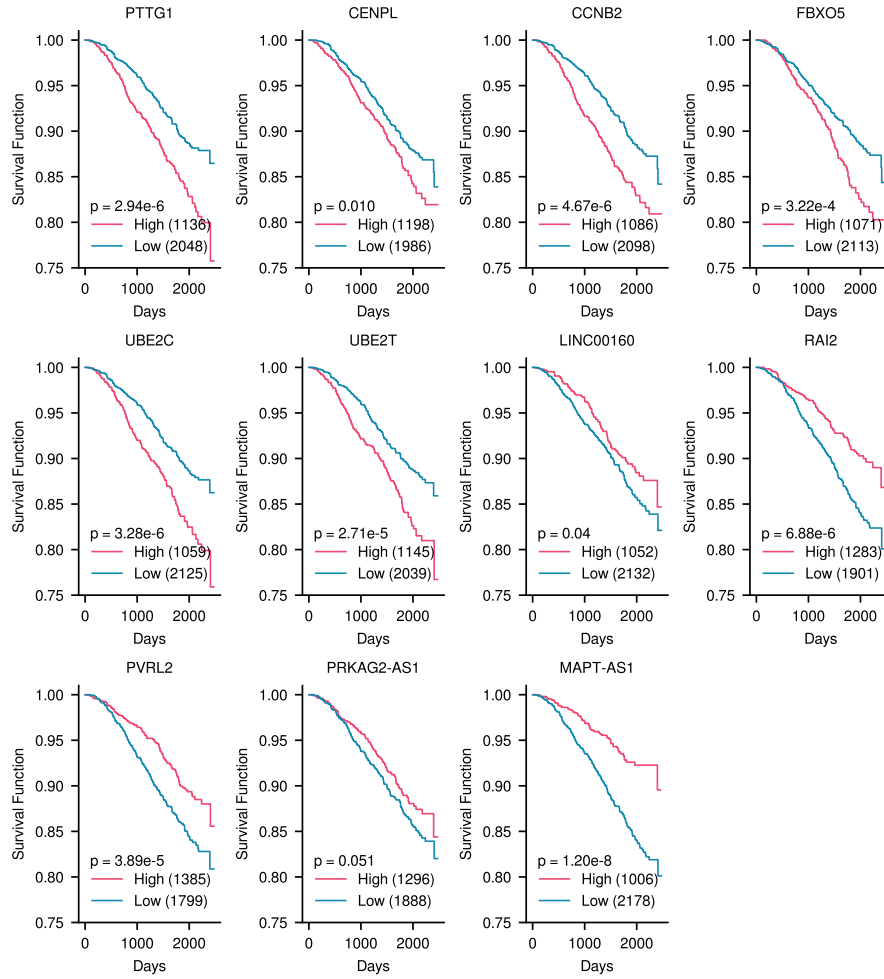 PTTG1
Survival Function
1.00
0.95
0.90
0.85
0.80
0.75
p = 2.94e-6
High (1136)
Low (2048)
0 1000 2000
Days
CENPL
Survival Function
1.00
0.95
0.90
0.85
0.80
0.75
p = 0.010
High (1198)
Low (1986)
0 1000 2000
Days
CCNB2
Survival Function
1.00
0.95
0.90
0.85
0.80
0.75
p = 4.67e-6
High (1086)
Low (2098)
0 1000 2000
Days
FBXO5
Survival Function
1.00
0.95
0.90
0.85
0.80
0.75
p = 3.22e-4
High (1071)
Low (2113)
0 1000 2000
Days
UBE2C
Survival Function
1.00
0.95
0.90
0.85
0.80
0.75
p = 3.28e-6
High (1059)
Low (2125)
0 1000 2000
Days
UBE2T
Survival Function
1.00
0.95
0.90
0.85
0.80
0.75
p = 2.71e-5
High (1145)
Low (2039)
0 1000 2000
Days
LINC00160
Survival Function
1.00
0.95
0.90
0.85
0.80
0.75
p = 0.04
High (1052)
Low (2132)
0 1000 2000
Days
RAI2
Survival Function
1.00
0.95
0.90
0.85
0.80
0.75
p = 6.88e-6
High (1283)
Low (1901)
0 1000 2000
Days
PVRL2
Survival Function
1.00
0.95
0.90
0.85
0.80
0.75
p = 3.89e-5
High (1385)
Low (1799)
0 1000 2000
Days
PRKAG2-AS1
Survival Function
1.00
0.95
0.90
0.85
0.80
0.75
p = 0.051
High (1296)
Low (1888)
0 1000 2000
Days
MAPT-AS1
Survival Function
1.00
0.95
0.90
0.85
0.80
0.75
p = 1.20e-8
High (1006)
Low (2178)
0 1000 2000
Days